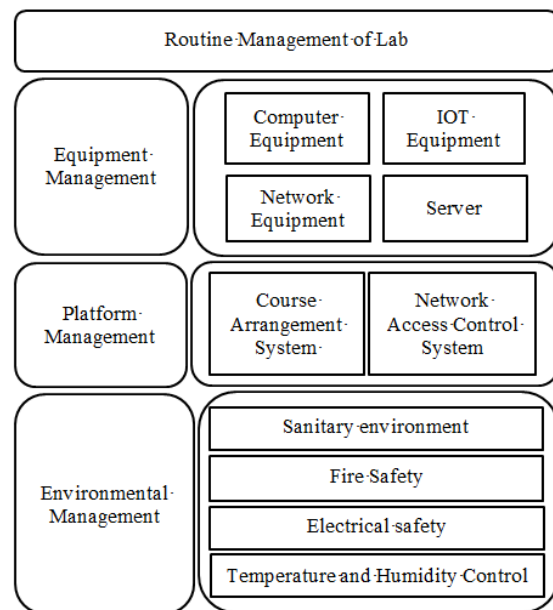 Routine Management of Lab
Equipment
Management
Computer
Equipment
IOT
Equipment
Network
Equipment
Server
Platform
Management
Course
Arrangement
System
Network
Access Control
System
Environmental
Management
Sanitary environment
Fire Safety
Electrical safety
Temperature and Humidity Control